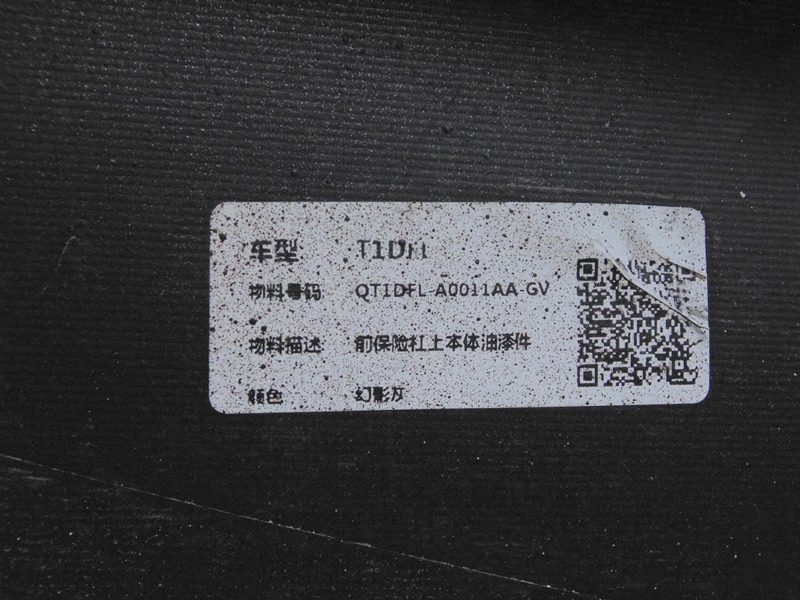 车型 T1DFL
物料号码 QT1DFL-A0011AA-GV
物料描述 前保险杠上本体油漆件
颜色 幻影灰